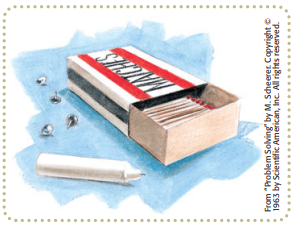 MATCHES
From "Problem Solving" by M. Scheerer. Copyright ©
1963 by Scientific American, Inc. All rights reserved.